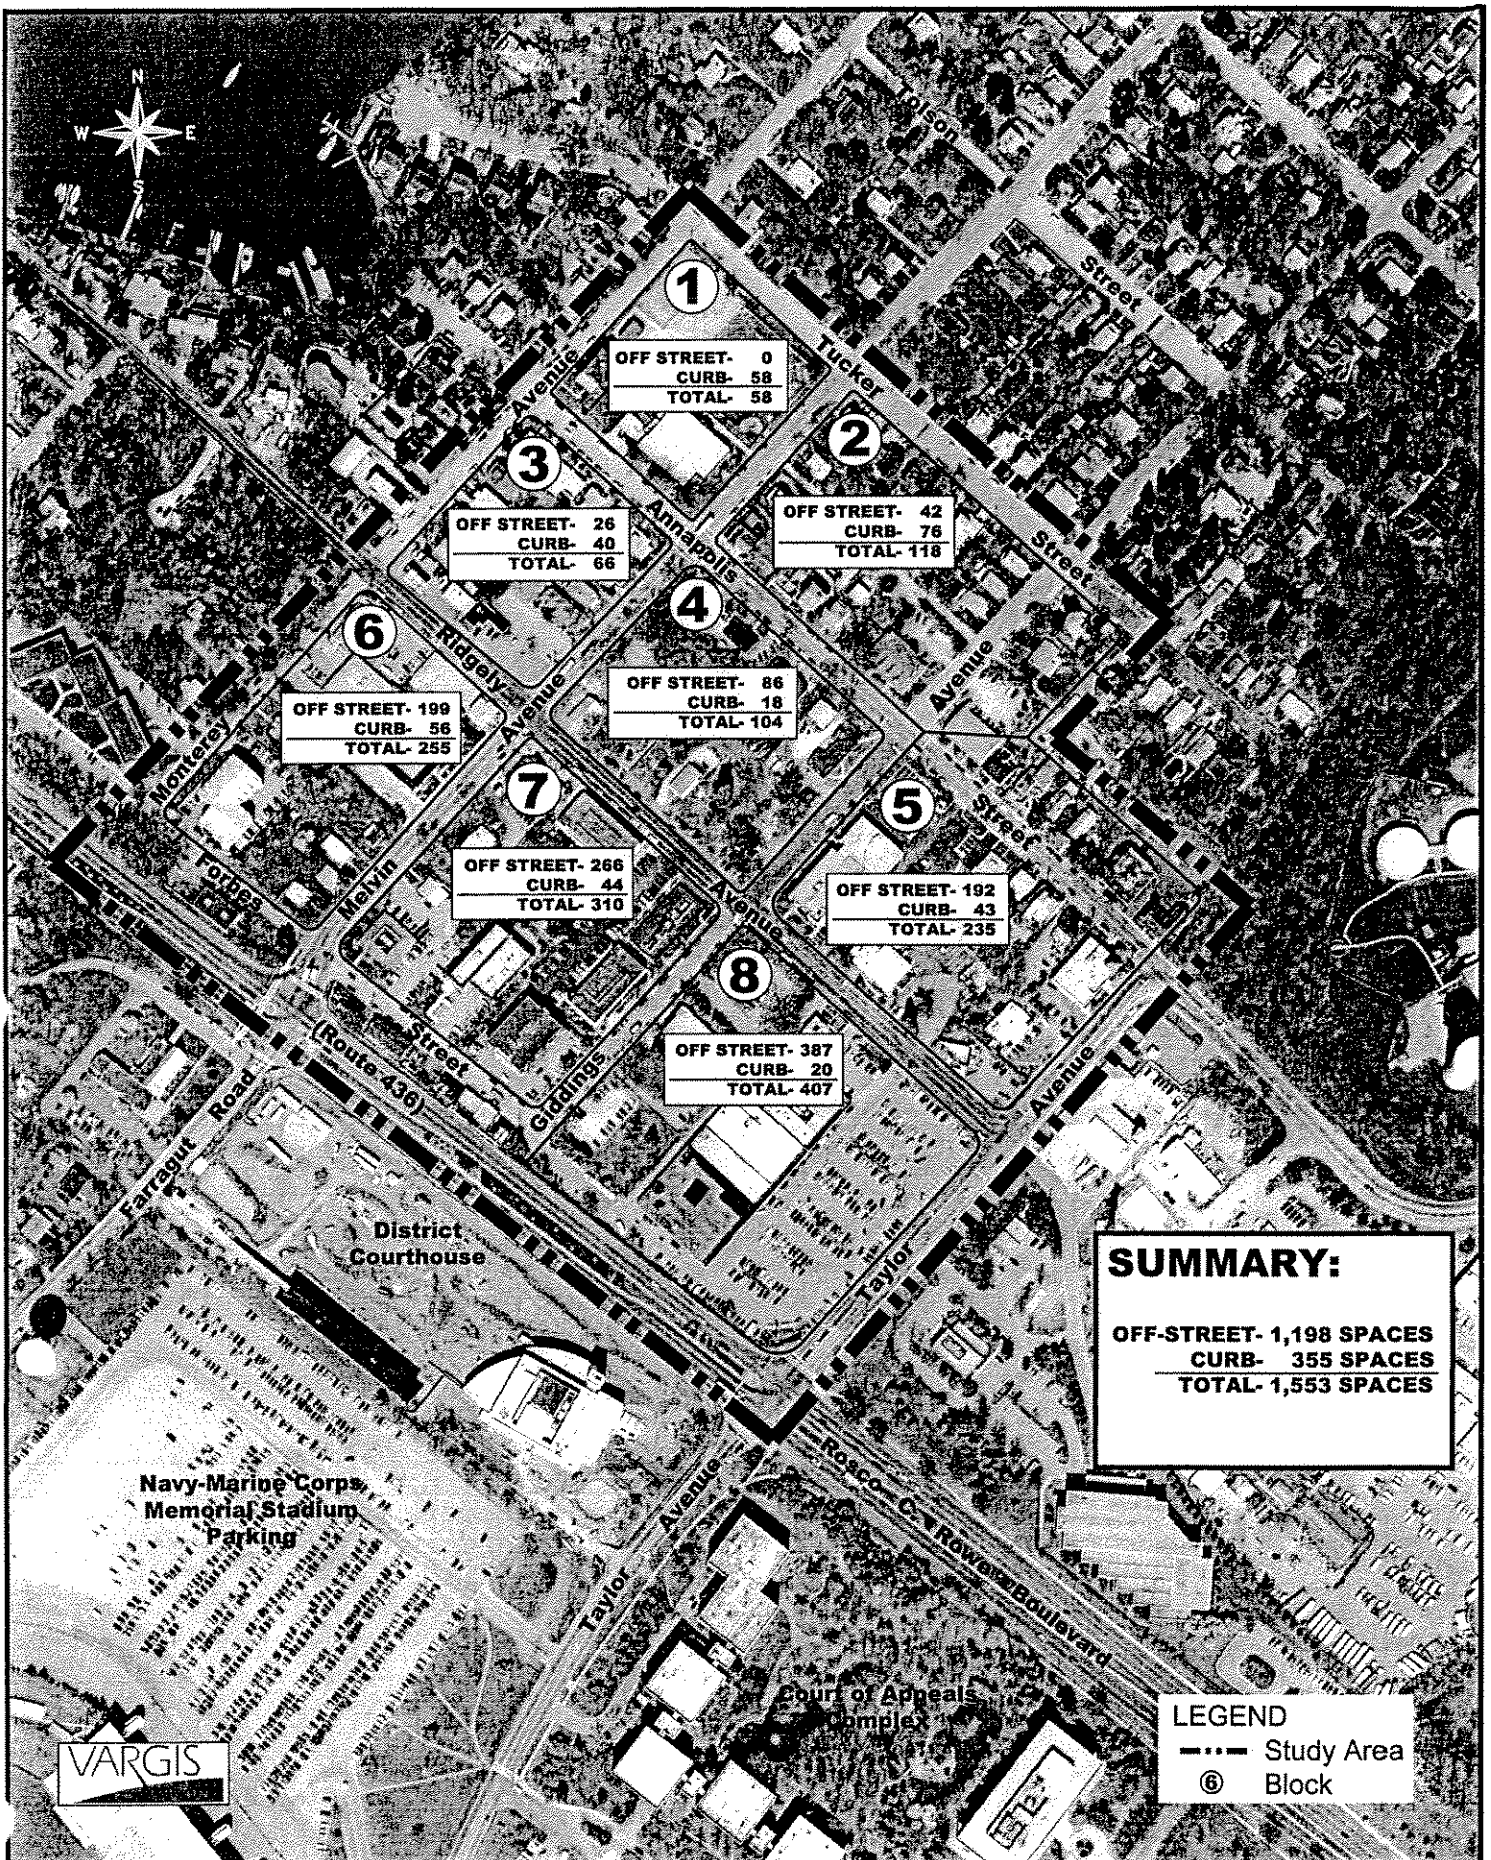 N
W E
S
Tolson
Street
1
OFF STREET- 0
CURB- 58
TOTAL- 58
Avenue
Tucker
Street
2
OFF STREET- 42
CURB- 76
TOTAL- 118
3
OFF STREET- 26
CURB- 40
TOTAL- 66
Annapolis
Street
4
OFF STREET- 86
CURB- 18
TOTAL- 104
Avenue
6
OFF STREET- 199
CURB- 56
TOTAL- 255
Ridgely
Avenue
Avenue
Monterey
Forbes
Street
Melvin
7
OFF STREET- 266
CURB- 44
TOTAL- 310
5
OFF STREET- 192
CURB- 43
TOTAL- 235
8
OFF STREET- 387
CURB- 20
TOTAL- 407
Giddings
(Route 436)
Farragut Road
Taylor Avenue
District
Courthouse
SUMMARY:
OFF-STREET- 1,198 SPACES
CURB- 355 SPACES
TOTAL- 1,553 SPACES
Navy-Marine Corps
Memorial Stadium
Parking
Taylor Avenue
Rosco C. Rowe Boulevard
Court of Appeals
Complex
VARGIS
LEGEND
Study Area
6 Block